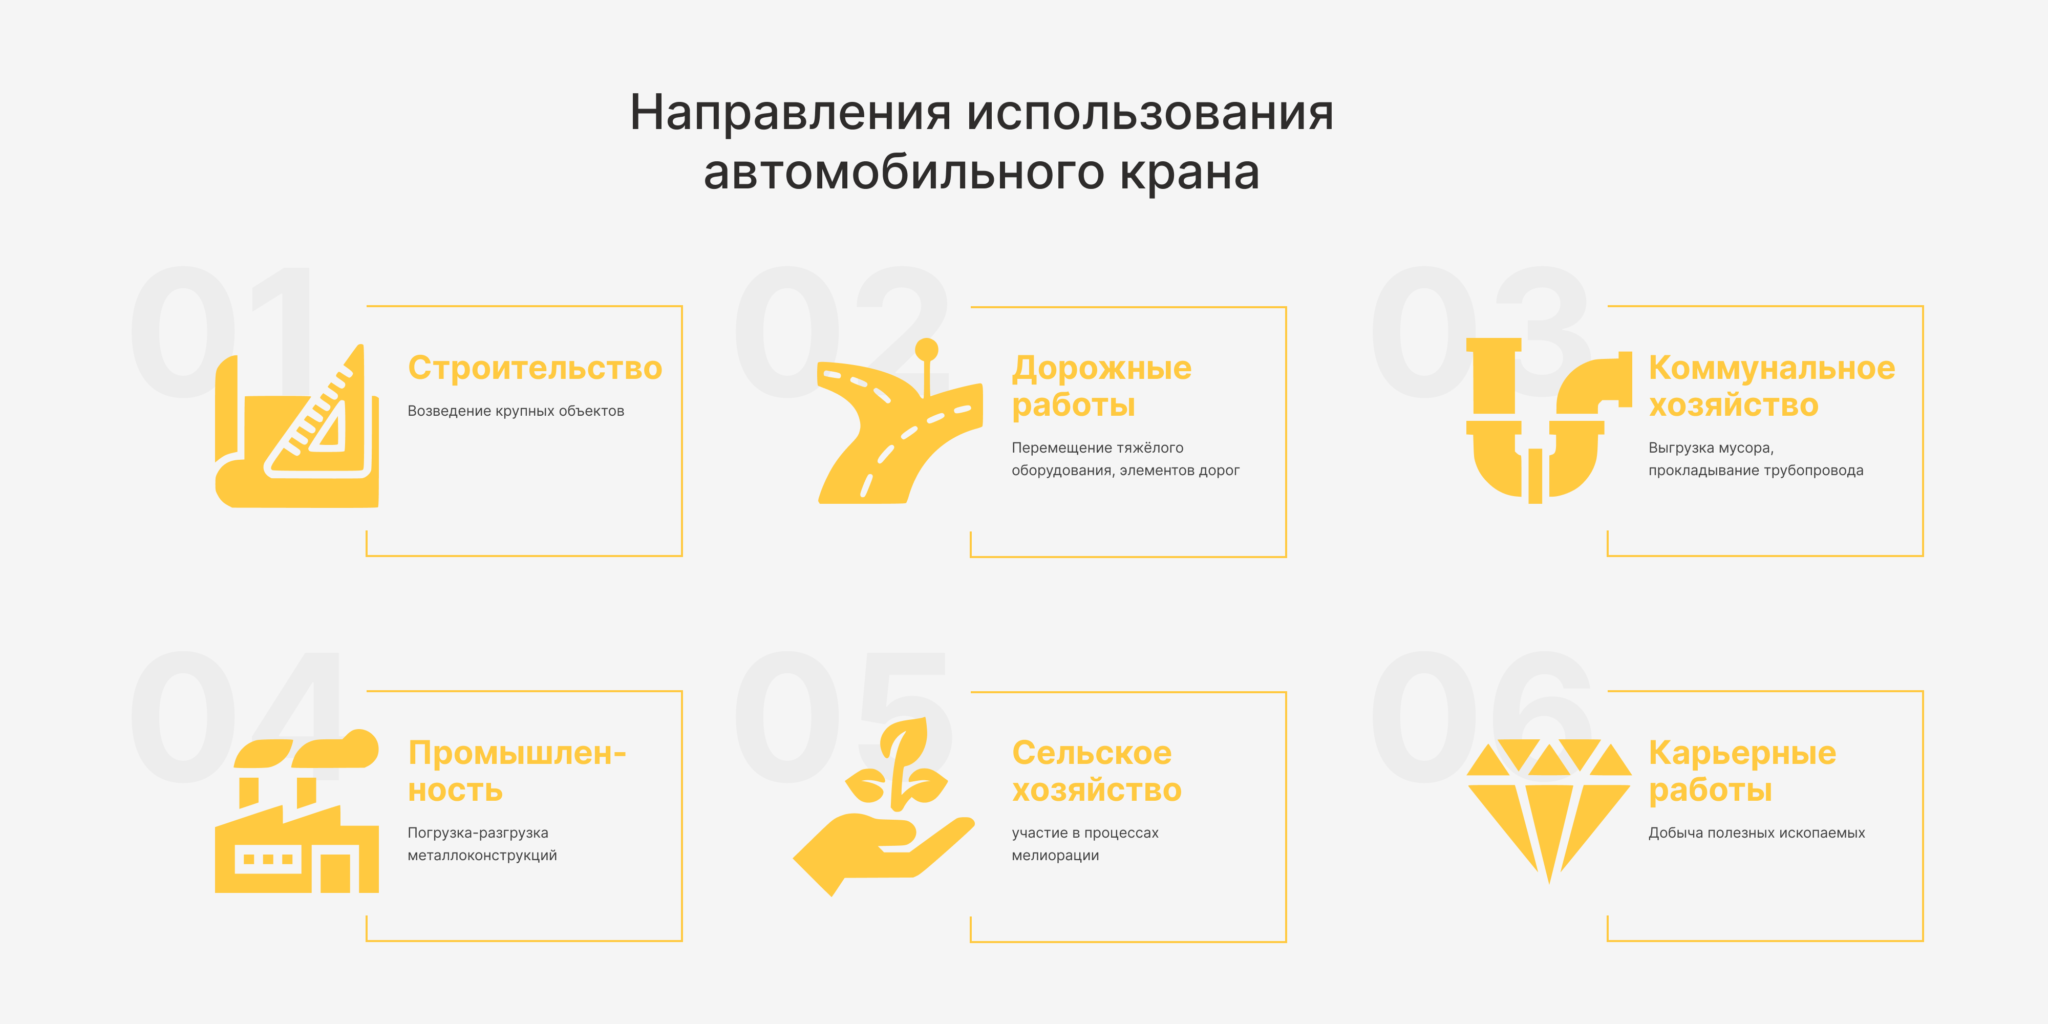 Направления использования
автомобильного крана
01
Строительство
Возведение крупных объектов
02
Дорожные
работы
Перемещение тяжёлого
оборудования, элементов дорог
03
Коммунальное
хозяйство
Выгрузка мусора,
прокладывание трубопровода
04
Промышлен-
ность
Погрузка-разгрузка
металлоконструкций
05
Сельское
хозяйство
участие в процессах
мелиорации
06
Карьерные
работы
Добыча полезных ископаемых